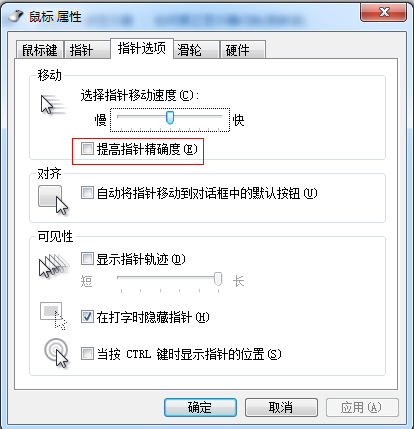 鼠标 属性
鼠标键 指针 指针选项 滑轮 硬件
移动
选择指针移动速度(C):
慢 快
提高指针精确度(E)
对齐
自动将指针移动到对话框中的默认按钮(U)
可见性
显示指针轨迹(D)
短 长
在打字时隐藏指针(H)
当按 CTRL 键时显示指针的位置(S)
确定 取消 应用(A)